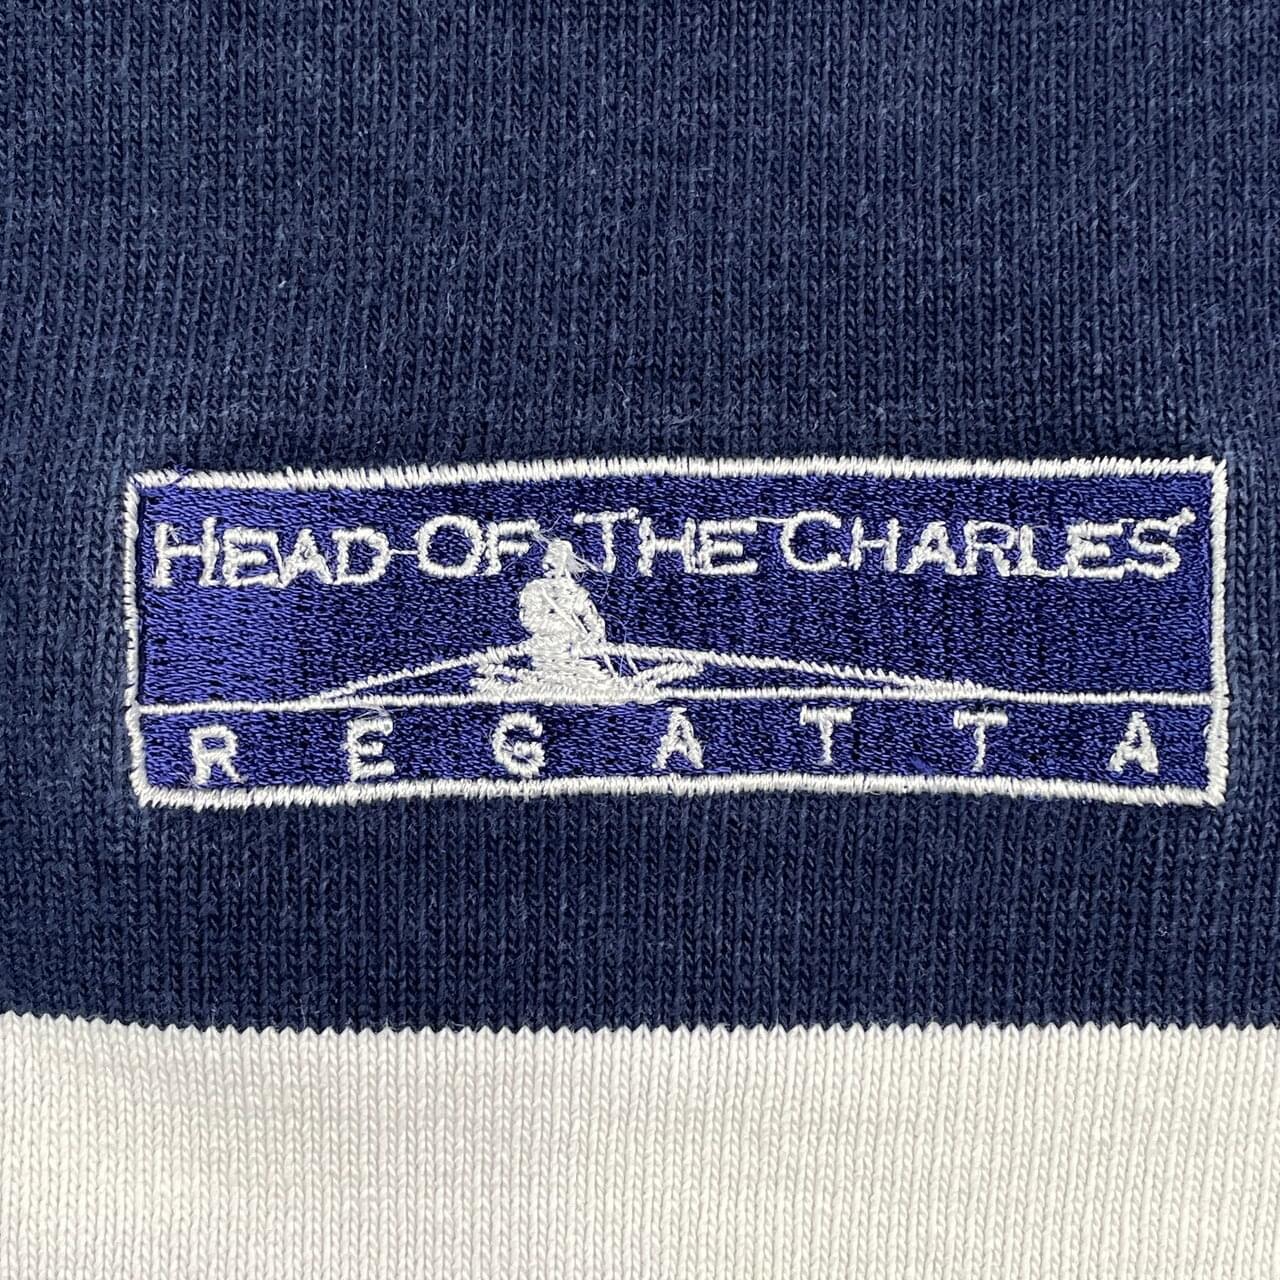 HEAD OF THE CHARLES
REGATTA